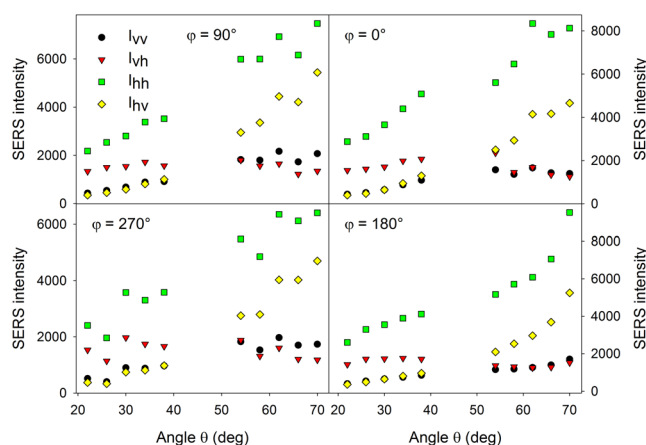 φ = 90°
φ = 0°
I_vv
I_vh
I_hh
I_hv
SERS intensity
6000
4000
2000
0
SERS intensity
8000
6000
4000
2000
0
φ = 270°
φ = 180°
SERS intensity
6000
4000
2000
0
SERS intensity
8000
6000
4000
2000
0
20 30 40 50 60 70
20 30 40 50 60 70
Angle θ (deg)
Angle θ (deg)